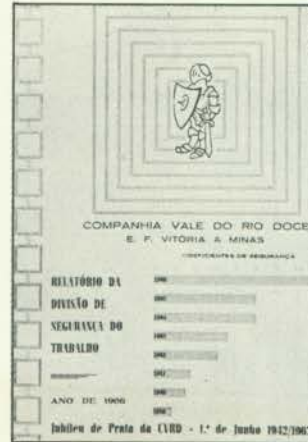 COMPANHIA VALE DO RIO DOCE
E. F. VITÓRIA A MINAS
COEFICIENTES DE SEGURANÇA
RELATÓRIO DA
DIVISÃO DE
SEGURANÇA DO
TRABALHO
ANO DE 1966
Jubileu de Prata da CVRD - 1.º de Junho 1942/1967